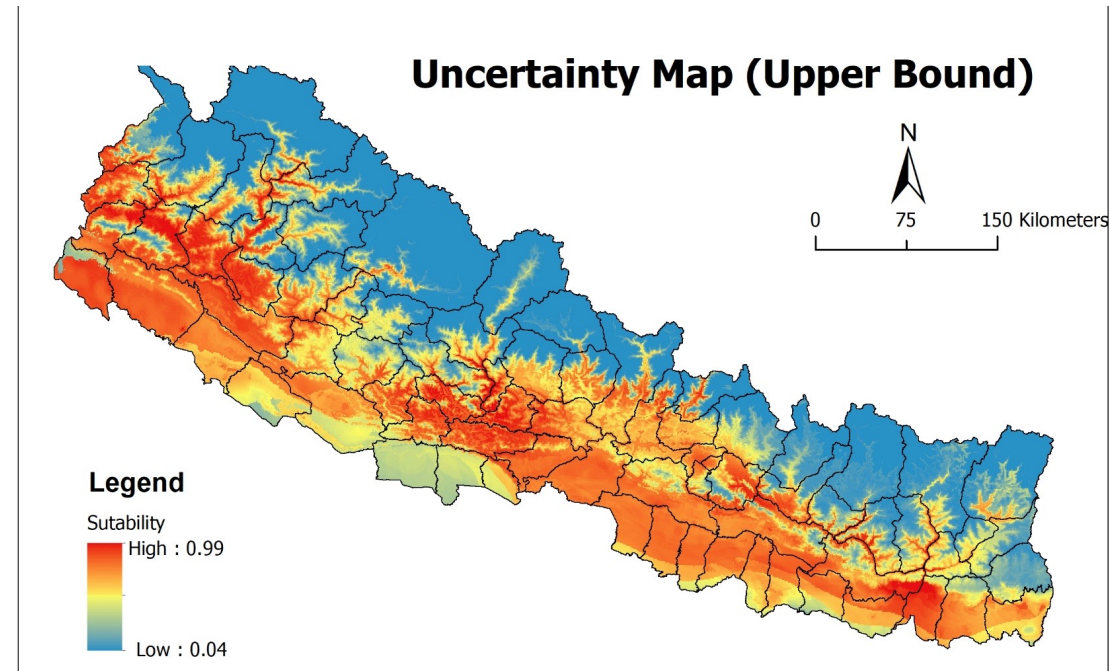 Uncertainty Map (Upper Bound)
N
0 75 150 Kilometers
Legend
Sutability
High : 0.99
Low : 0.04